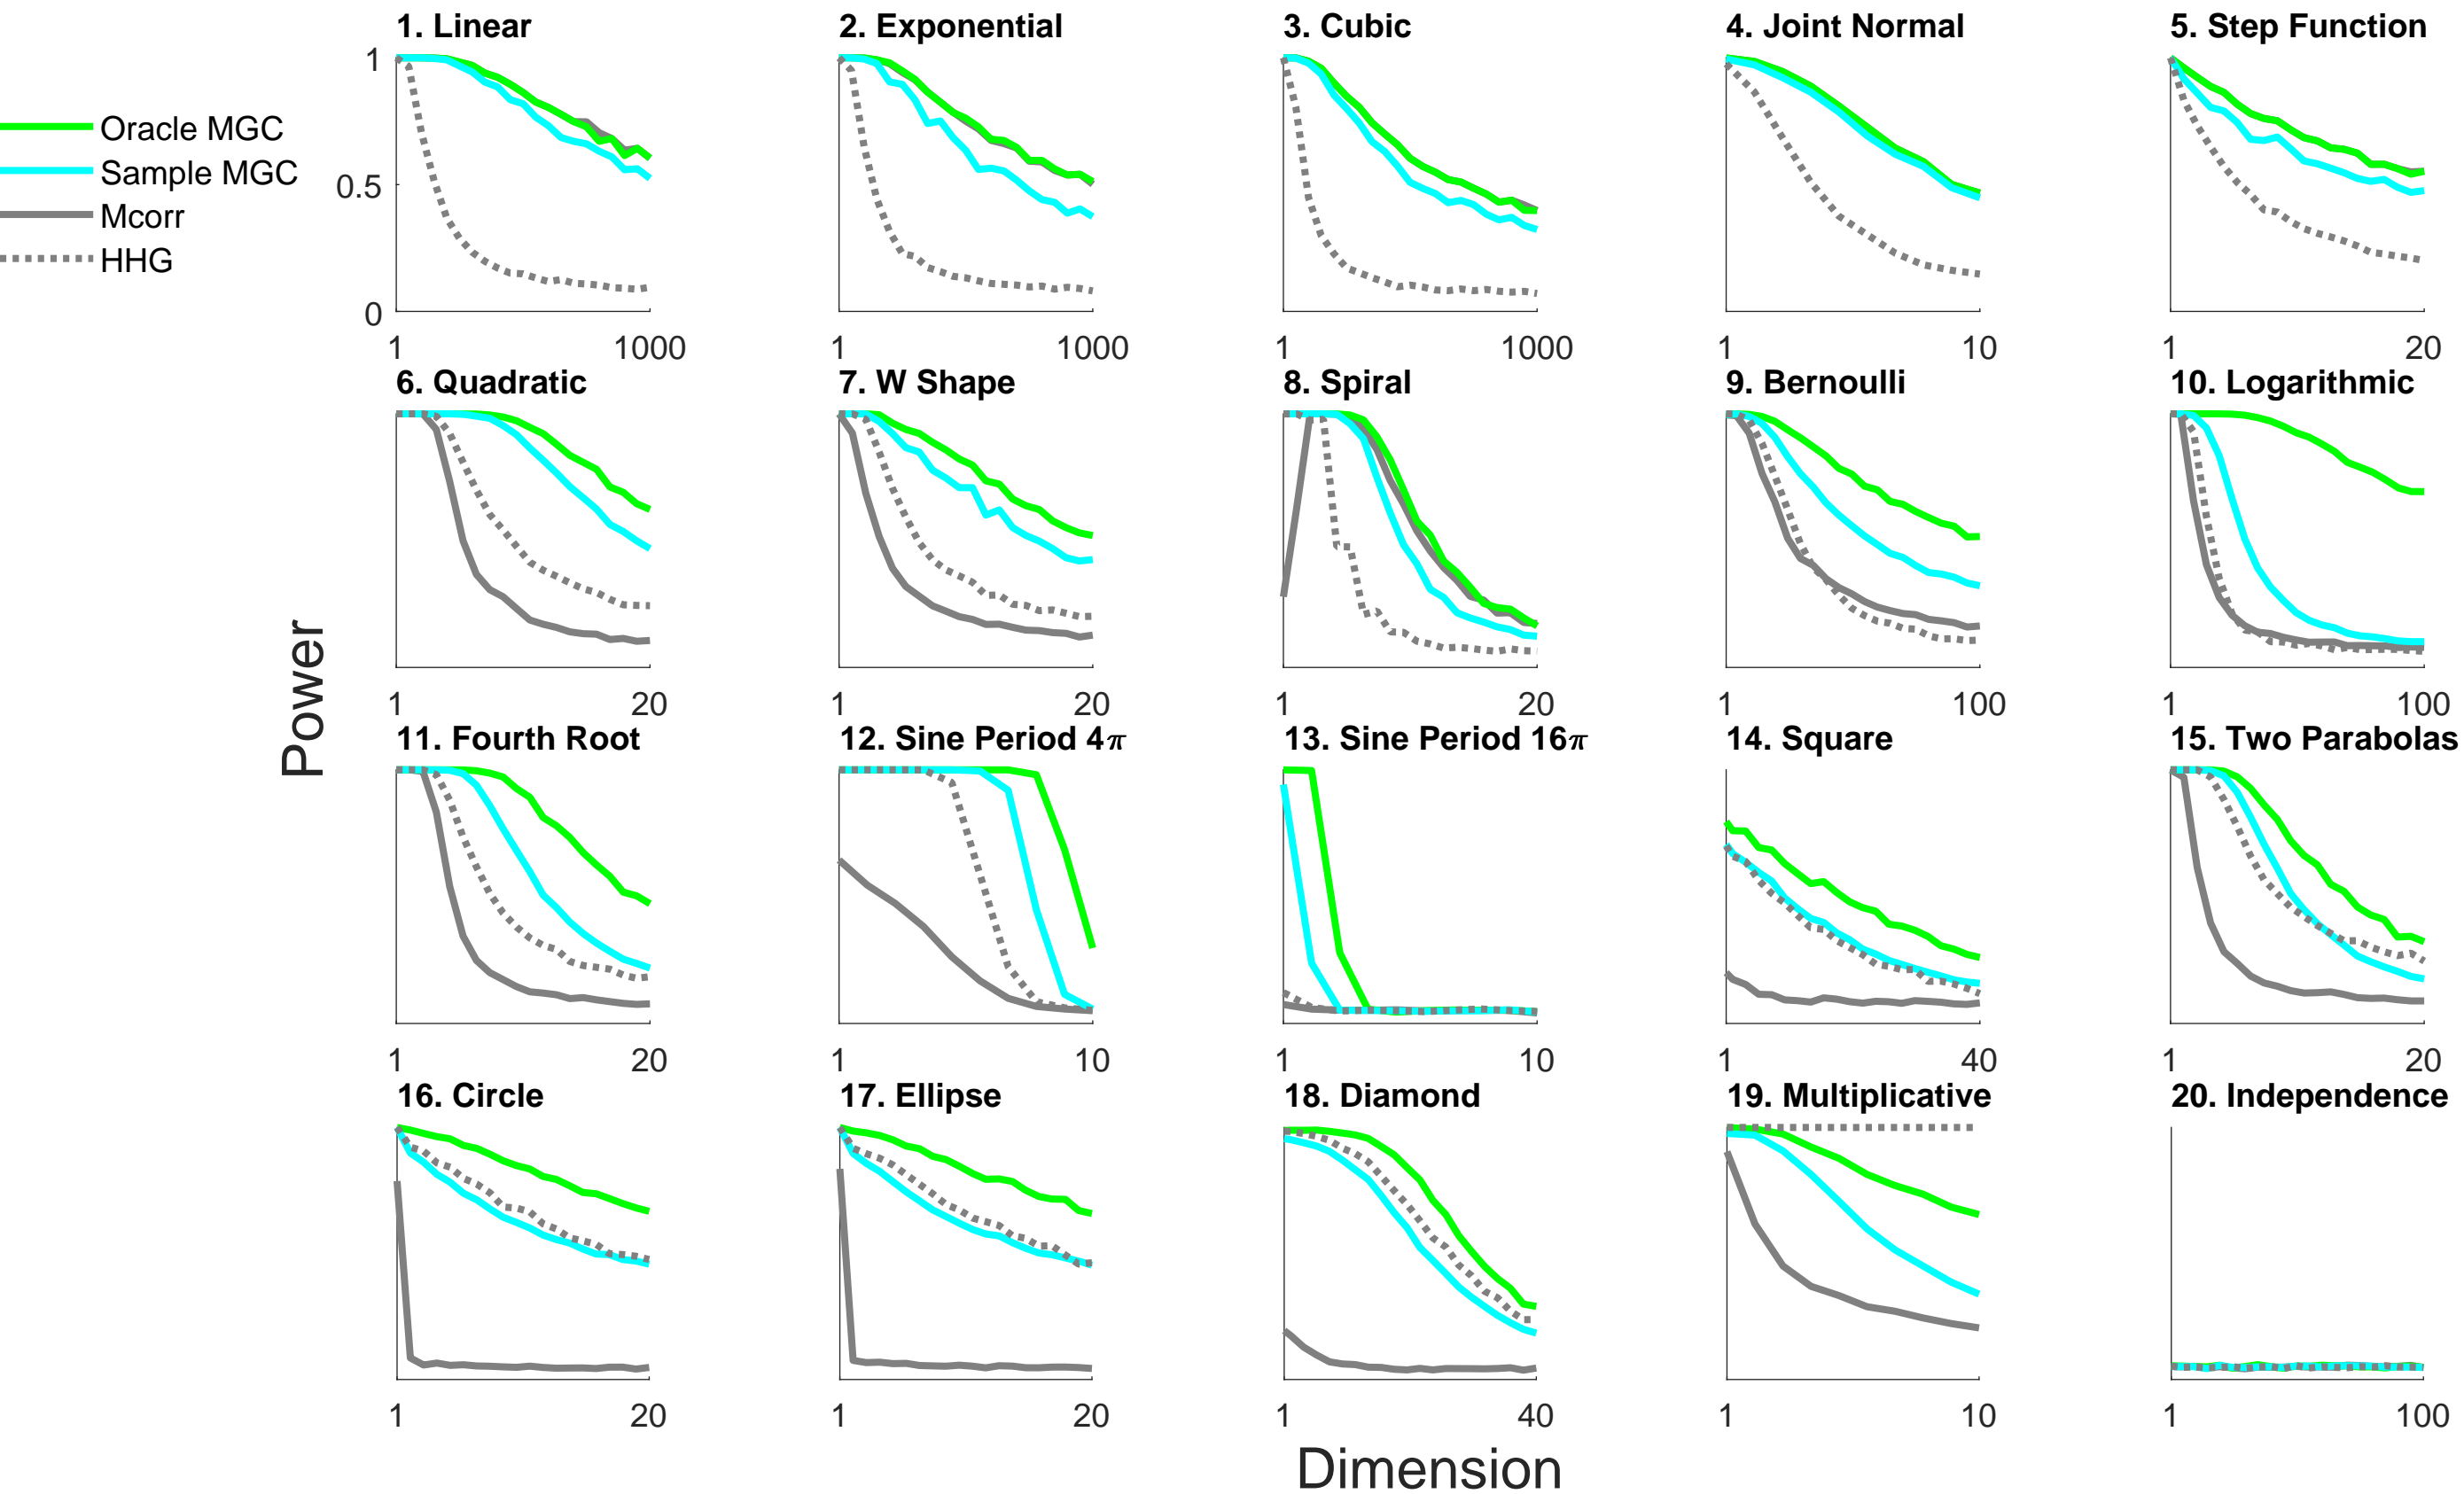 1. Linear
2. Exponential
3. Cubic
4. Joint Normal
5. Step Function
Oracle MGC
Sample MGC
Mcorr
HHG
1
0.5
0
1 1000
1 1000
1 1000
1 10
1 20
6. Quadratic
7. W Shape
8. Spiral
9. Bernoulli
10. Logarithmic
1 20
1 20
1 20
1 100
1 100
Power
11. Fourth Root
12. Sine Period 4π
13. Sine Period 16π
14. Square
15. Two Parabolas
1 20
1 10
1 10
1 40
1 20
16. Circle
17. Ellipse
18. Diamond
19. Multiplicative
20. Independence
1 20
1 20
1 40
1 10
1 100
Dimension